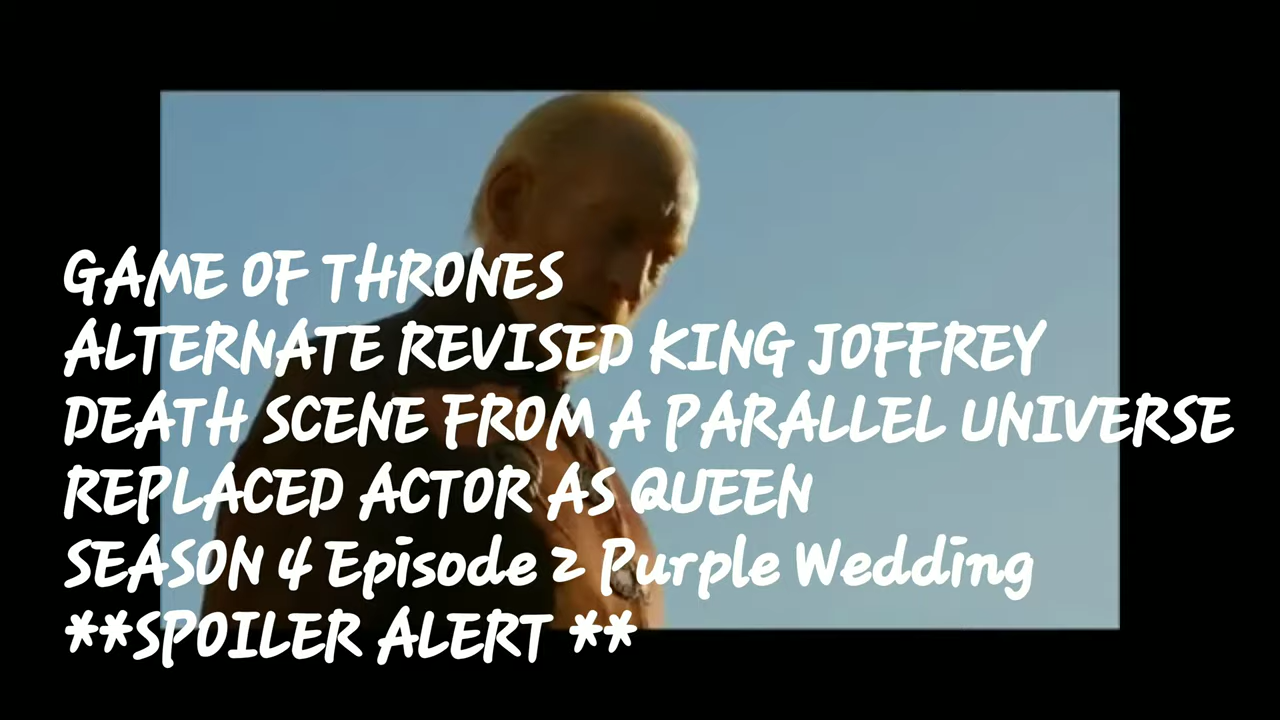 GAME OF THRONES
ALTERNATE REVISED KING JOFFREY
DEATH SCENE FROM A PARALLEL UNIVERSE
REPLACED ACTOR AS QUEEN
SEASON 4 Episode 2 Purple Wedding
**SPOILER ALERT **